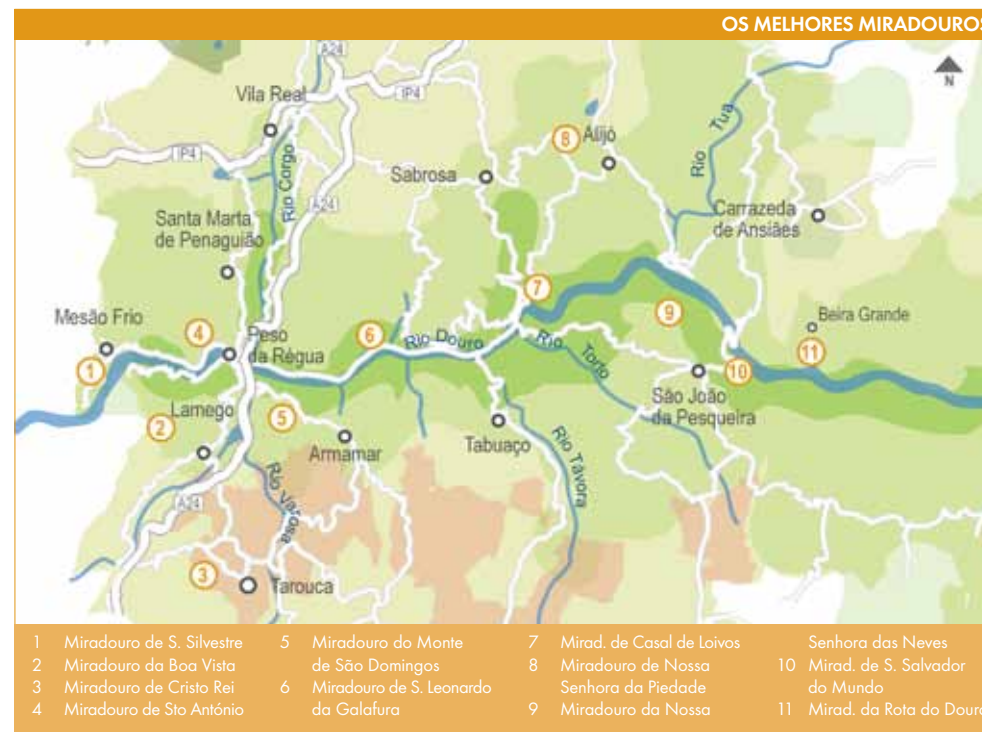 OS MELHORES MIRADOUROS
A24
N
Vila Real
IP4
Rio Tua
8
Alijó
IP4
Rio Corgo
Sabrosa
A24
Carrazeda
de Ansiães
Santa Marta
de Penaguião
7
Mesão Frio
9
Beira Grande
4
Peso
da Régua
6
Rio Douro
Rio Torto
11
1
10
São João
da Pesqueira
Lamego
2
5
Armamar
Tabuaço
Rio Távora
A24
Rio Varosa
3
Tarouca
1 Miradouro de S. Silvestre
2 Miradouro da Boa Vista
3 Miradouro de Cristo Rei
4 Miradouro de Sto António
5 Miradouro do Monte
de São Domingos
6 Miradouro de S. Leonardo
da Galafura
7 Mirad. de Casal de Loivos
8 Miradouro de Nossa
Senhora da Piedade
9 Miradouro da Nossa
Senhora das Neves
10 Mirad. de S. Salvador
do Mundo
11 Mirad. da Rota do Douro